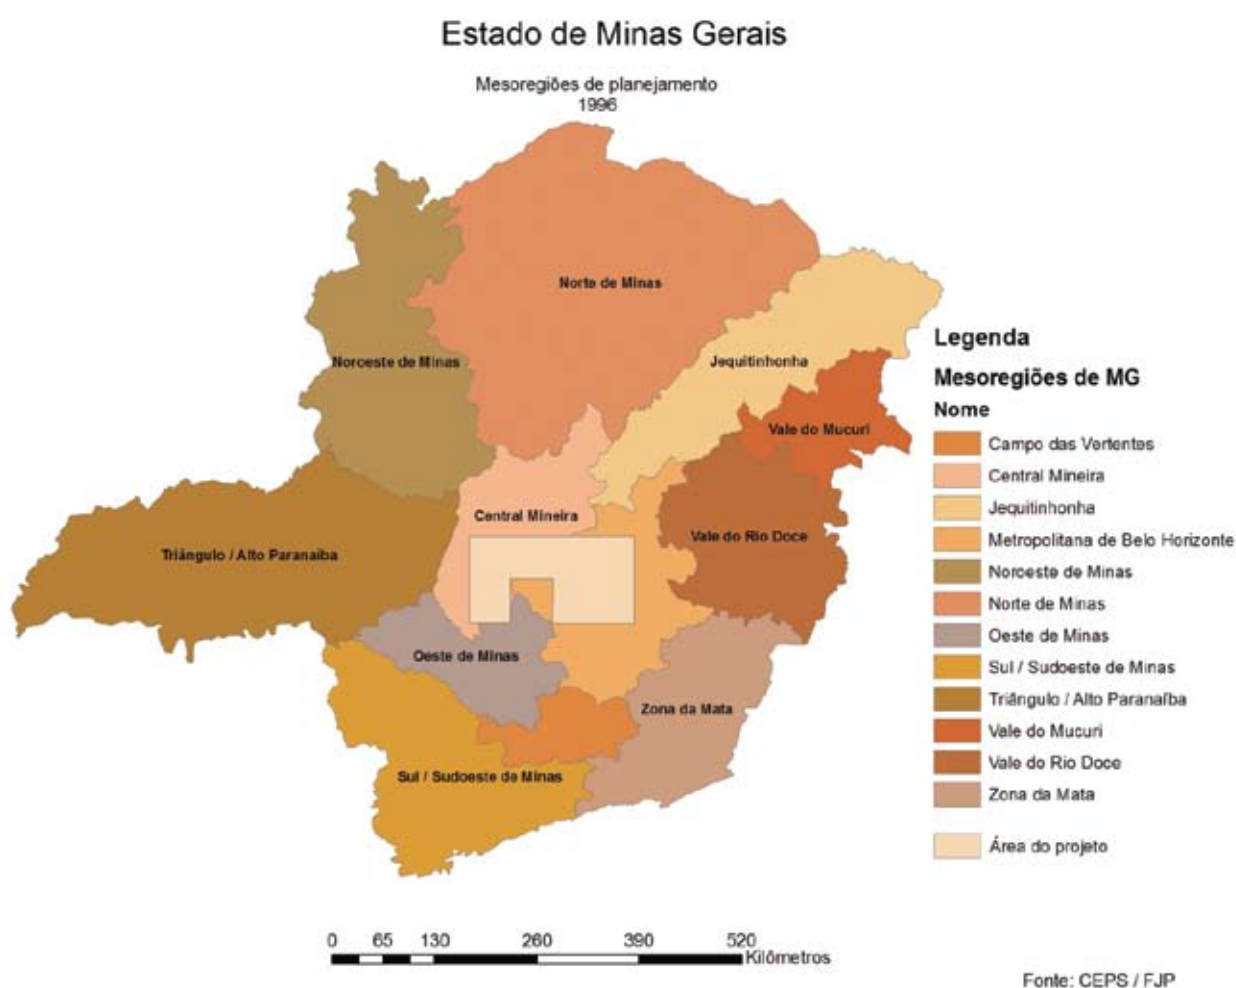 Estado de Minas Gerais
Mesoregiões de planejamento
1996
Norte de Minas
Noroeste de Minas
Jequitinhonha
Vale do Mucuri
Central Mineira
Vale do Rio Doce
Triângulo / Alto Paranaíba
Oeste de Minas
Zona da Mata
Sul / Sudoeste de Minas
Legenda
Mesoregiões de MG
Nome
Campo das Vertentes
Central Mineira
Jequitinhonha
Metropolitana de Belo Horizonte
Noroeste de Minas
Norte de Minas
Oeste de Minas
Sul / Sudoeste de Minas
Triângulo / Alto Paranaíba
Vale do Mucuri
Vale do Rio Doce
Zona da Mata
Área do projeto
0 65 130 260 390 520
Kilômetros
Fonte: CEPS / FJP